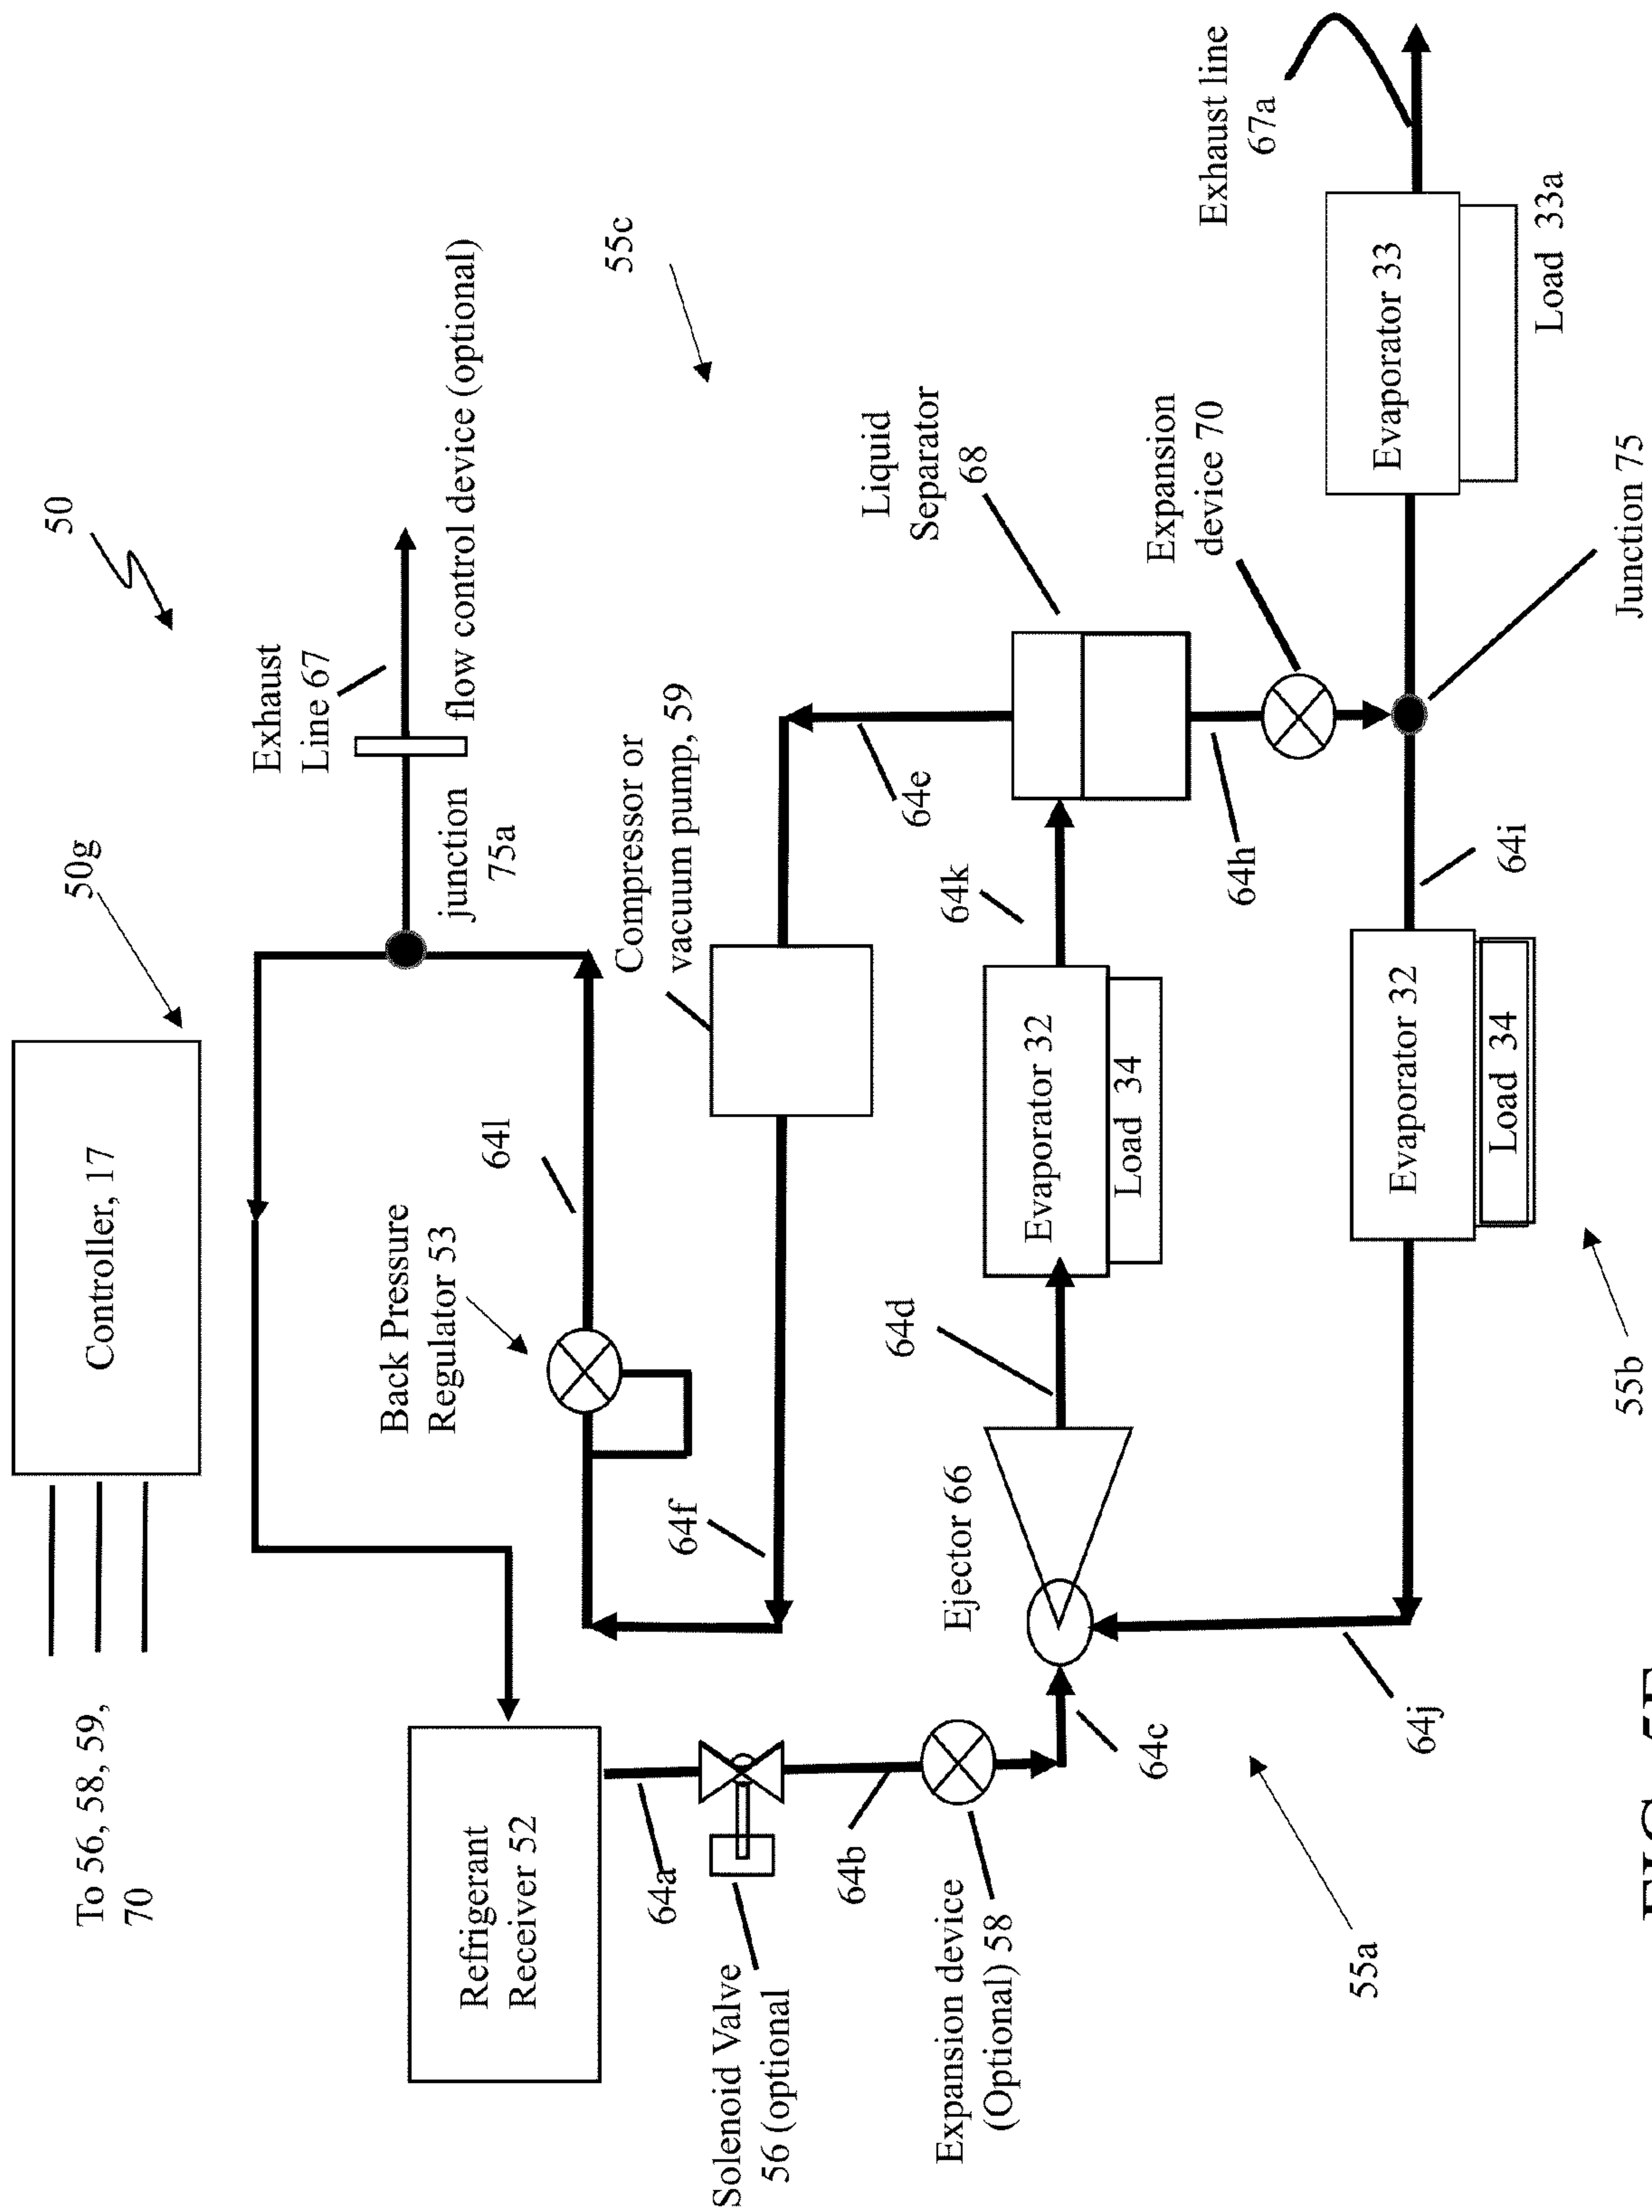 50
To 56, 58, 59,
70
Controller, 17
50g
Exhaust
Line 67
flow control device (optional)
junction
75a
Back Pressure
Regulator 53
64l
Refrigerant
Receiver 52
55c
Compressor or
vacuum pump, 59
64a
64f
Solenoid Valve
56 (optional
64b
Liquid
Separator
68
64e
64d
64k
Ejector 66
Expansion device
(Optional) 58
Evaporator 32
Load 34
64c
Expansion
device 70
Exhaust line
67a
64h
55a
64j
Evaporator 32
Load 34
Evaporator 33
Load 33a
64i
55b
Junction 75
FIG.